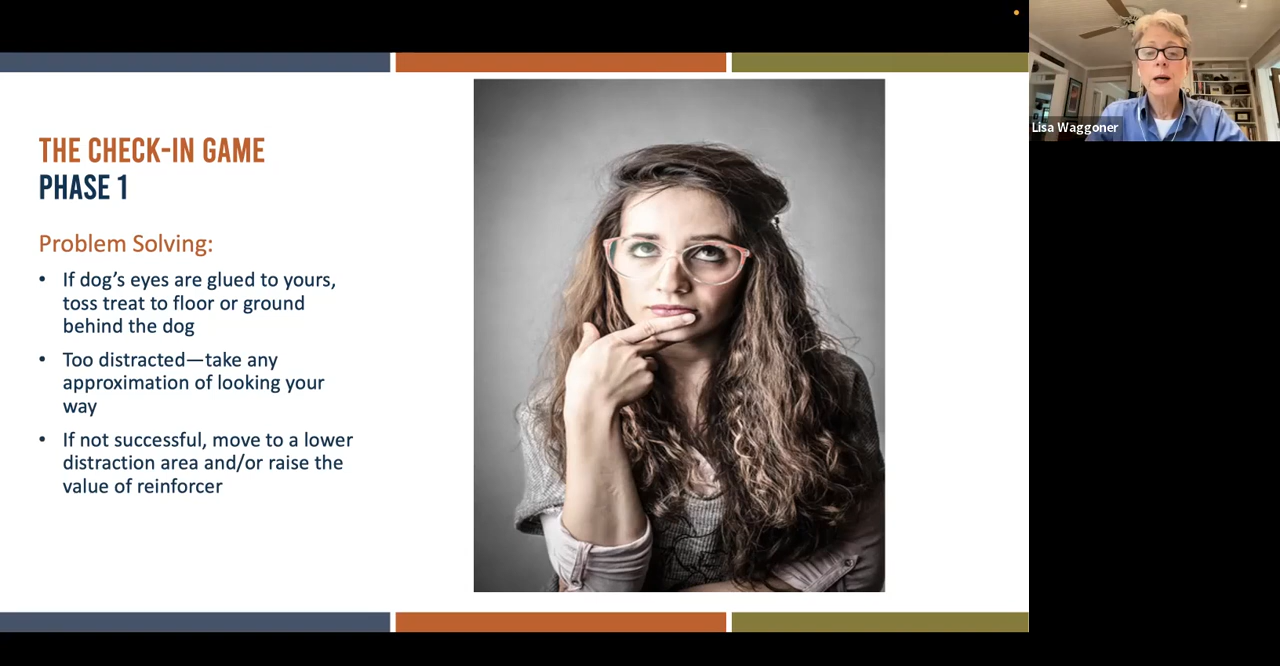 THE CHECK-IN GAME
PHASE 1
Problem Solving:
• If dog’s eyes are glued to yours,
toss treat to floor or ground
behind the dog
• Too distracted—take any
approximation of looking your
way
• If not successful, move to a lower
distraction area and/or raise the
value of reinforcer
Lisa Waggoner